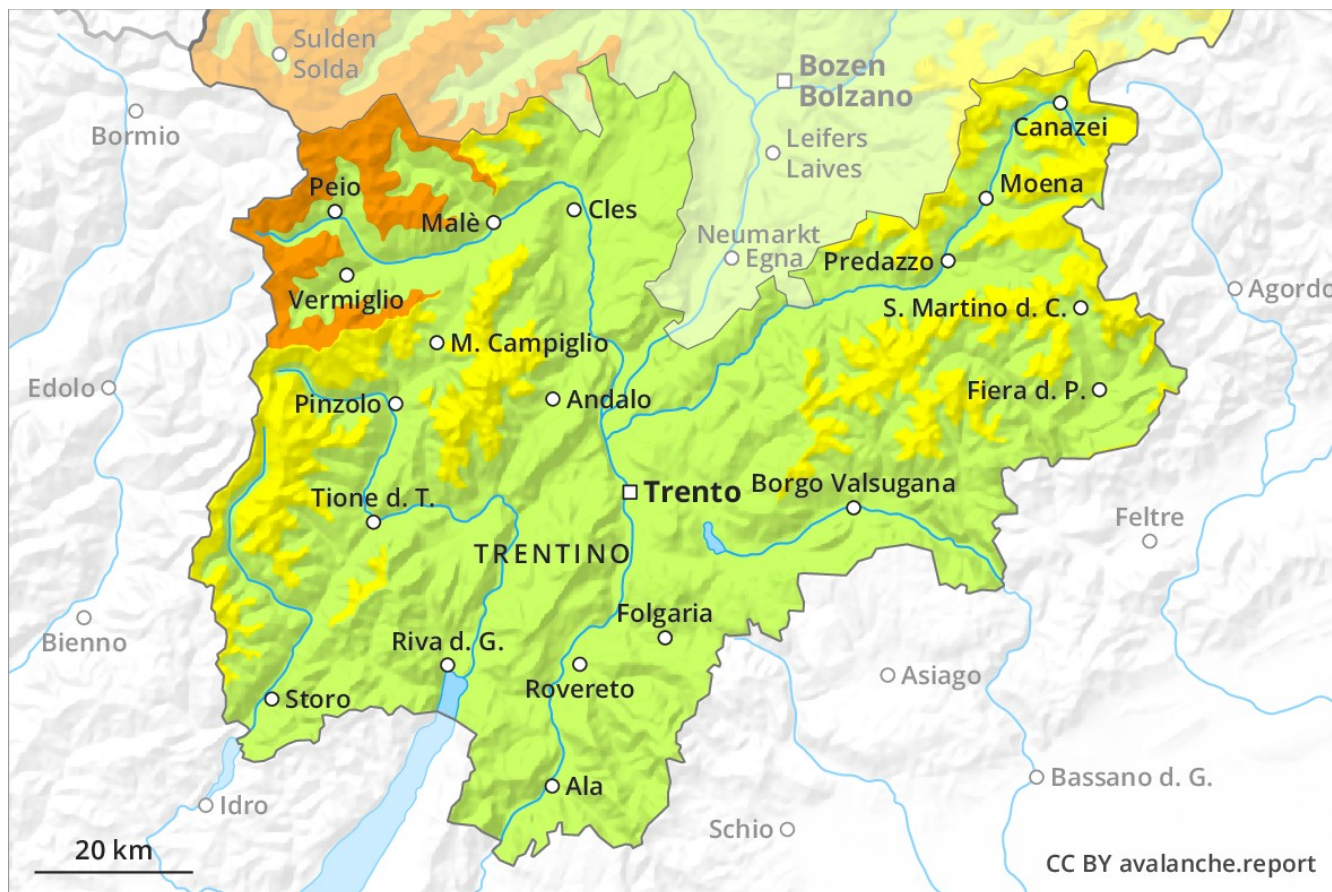 Sulden
Solda
Bozen
Bolzano
Bormio
Canazei
Leifers
Laives
Peio
Moena
Malè
Cles
Neumarkt
Egna
Predazzo
Vermiglio
Agordo
S. Martino d. C.
M. Campiglio
Edolo
Fiera d. P.
Pinzolo
Andalo
Trento
Borgo Valsugana
Tione d. T.
Feltre
TRENTINO
Folgaria
Bienno
Riva d. G.
Asiago
Rovereto
Storo
Bassano d. G.
Ala
Idro
Schio
20 km
CC BY avalanche.report